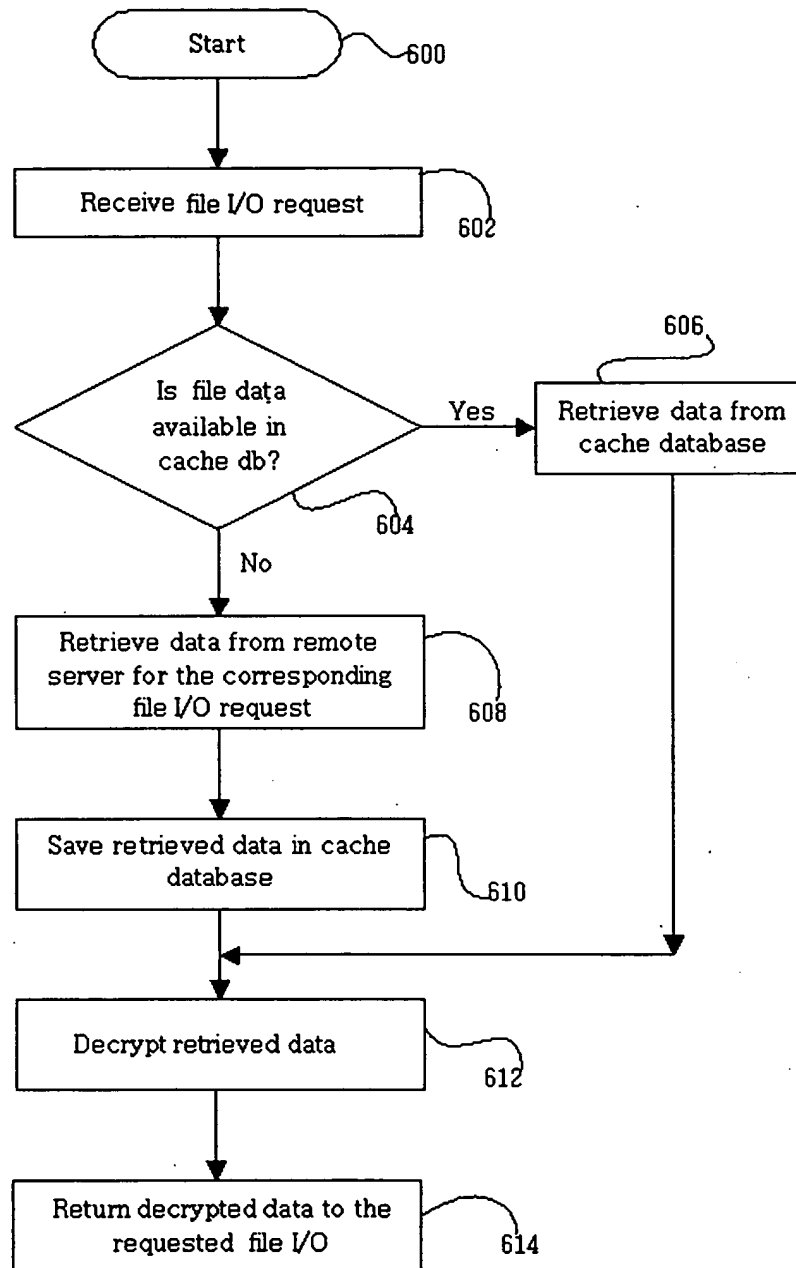 Start
600
Receive file I/O request
602
606
Is file data
available in
cache db?
Yes
Retrieve data from
cache database
604
No
Retrieve data from remote
server for the corresponding
file I/O request
608
Save retrieved data in cache
database
610
Decrypt retrieved data
612
Return decrypted data to the
requested file I/O
614